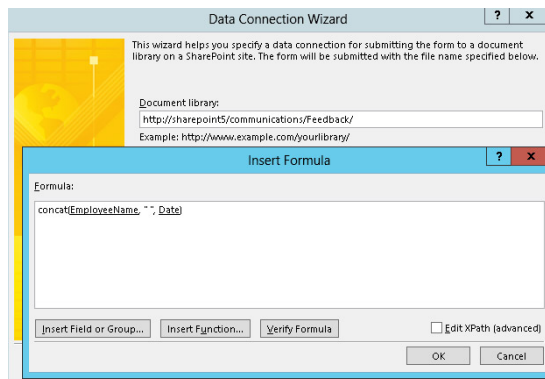 Data Connection Wizard
? x
This wizard helps you specify a data connection for submitting the form to a document
library on a SharePoint site. The form will be submitted with the file name specified below.
Document library:
http://sharepoint5/communications/Feedback/
Example: http://www.example.com/yourlibrary/
Insert Formula
? x
Formula:
concat(EmployeeName, " ", Date)
Insert Field or Group... Insert Function... Verify Formula Edit XPath (advanced)
OK Cancel